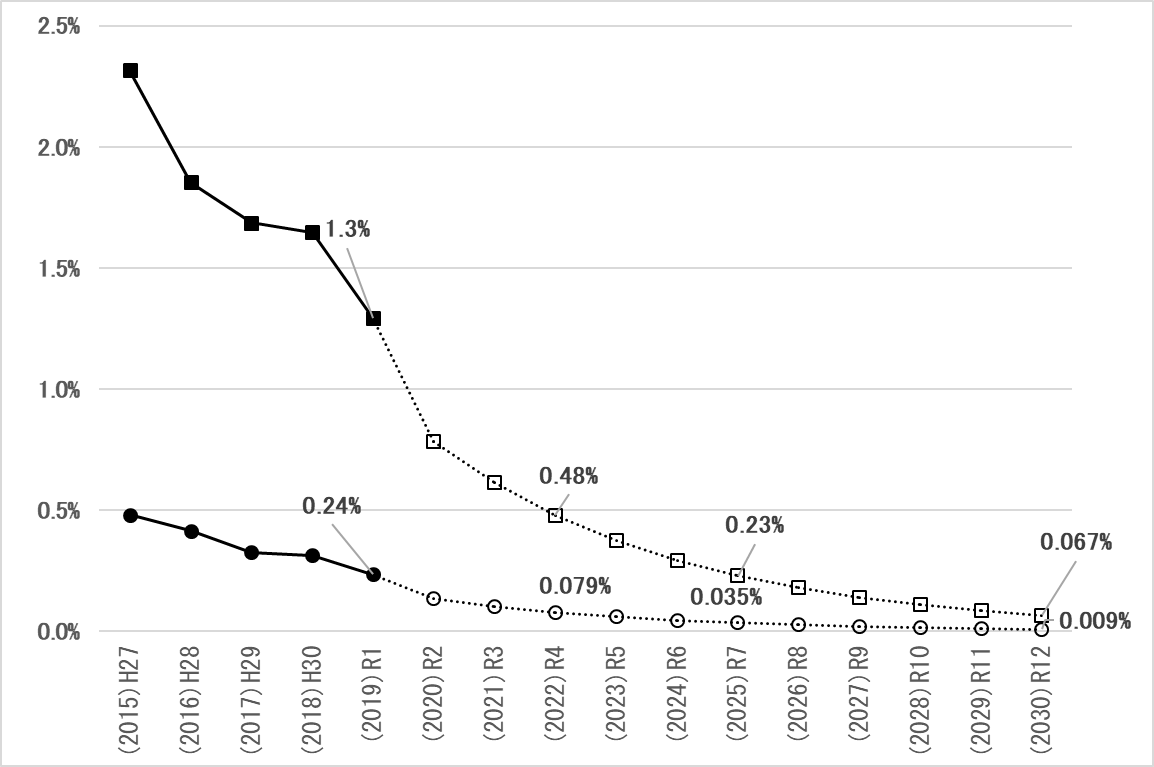 2.5%
2.0%
1.5%
1.0%
0.5%
0.0%
1.3%
0.24%
0.48%
0.079%
0.23%
0.035%
0.067%
0.009%
(2015) H27
(2016) H28
(2017) H29
(2018) H30
(2019) R1
(2020) R2
(2021) R3
(2022) R4
(2023) R5
(2024) R6
(2025) R7
(2026) R8
(2027) R9
(2028) R10
(2029) R11
(2030) R12